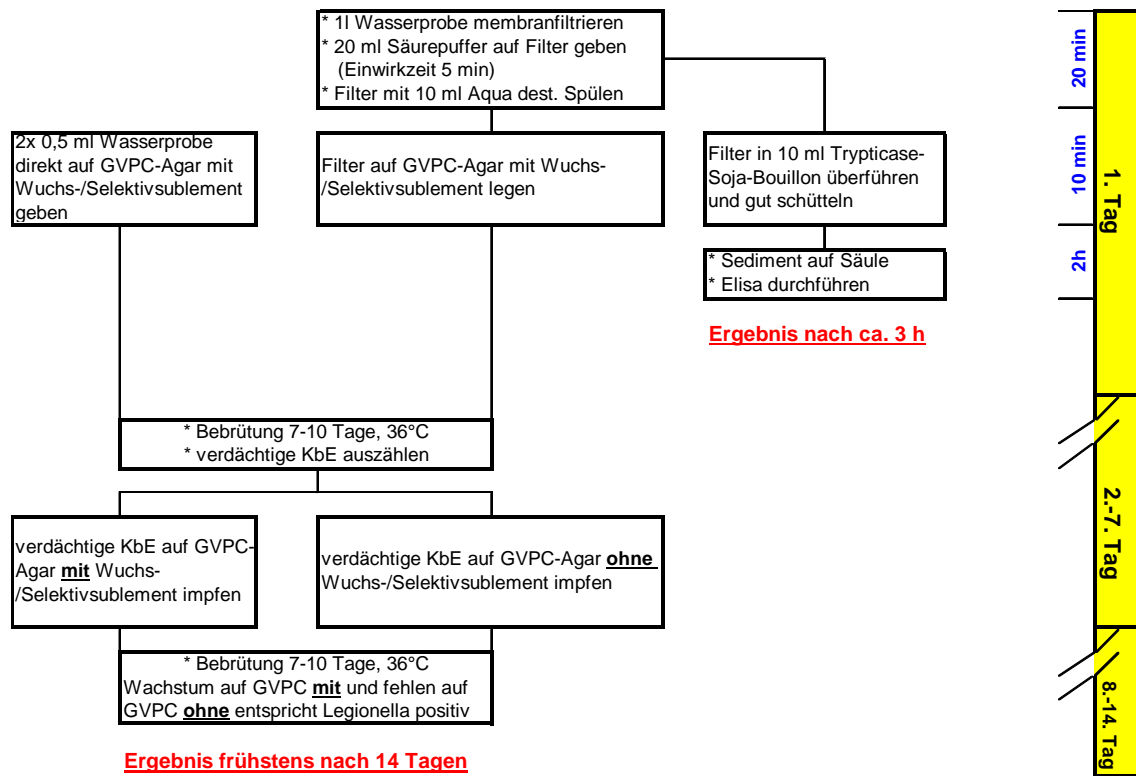 * 1l Wasserprobe membranfiltrieren
* 20 ml Säurepuffer auf Filter geben
(Einwirkzeit 5 min)
* Filter mit 10 ml Aqua dest. Spülen
2x 0,5 ml Wasserprobe
direkt auf GVPC-Agar mit
Wuchs-/Selektivsublement
geben
Filter auf GVPC-Agar mit Wuchs-
/Selektivsublement legen
Filter in 10 ml Trypticase-
Soja-Bouillon überführen
und gut schütteln
* Sediment auf Säule
* Elisa durchführen
Ergebnis nach ca. 3 h
* Bebrütung 7-10 Tage, 36°C
* verdächtige KbE auszählen
verdächtige KbE auf GVPC-
Agar mit Wuchs-
/Selektivsublement impfen
verdächtige KbE auf GVPC-Agar ohne
Wuchs-/Selektivsublement impfen
* Bebrütung 7-10 Tage, 36°C
Wachstum auf GVPC mit und fehlen auf
GVPC ohne entspricht Legionella positiv
Ergebnis frühstens nach 14 Tagen
20 min
10 min
2h
1. Tag
2.-7. Tag
8.-14. Tag